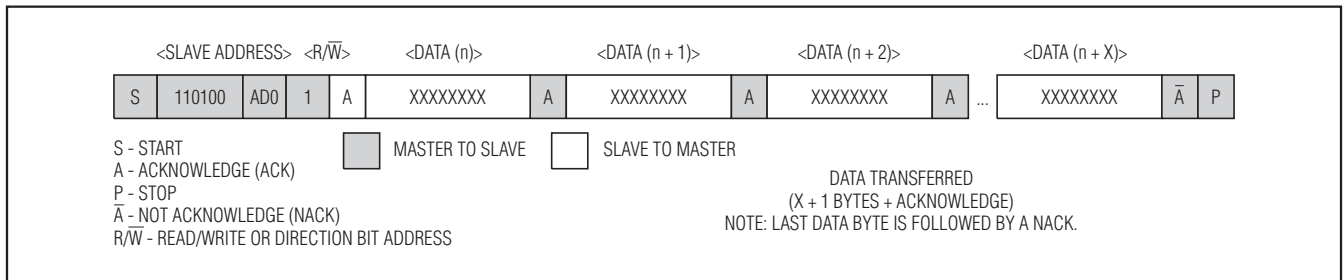 <SLAVE ADDRESS> <R/W̅> <DATA (n)> <DATA (n + 1)> <DATA (n + 2)> <DATA (n + X)>
S 110100 AD0 1 A XXXXXXXX A XXXXXXXX A XXXXXXXX A ... XXXXXXXX A̅ P
S - START
A - ACKNOWLEDGE (ACK)
P - STOP
A̅ - NOT ACKNOWLEDGE (NACK)
R/W̅ - READ/WRITE OR DIRECTION BIT ADDRESS
MASTER TO SLAVE
SLAVE TO MASTER
DATA TRANSFERRED
(X + 1 BYTES + ACKNOWLEDGE)
NOTE: LAST DATA BYTE IS FOLLOWED BY A NACK.